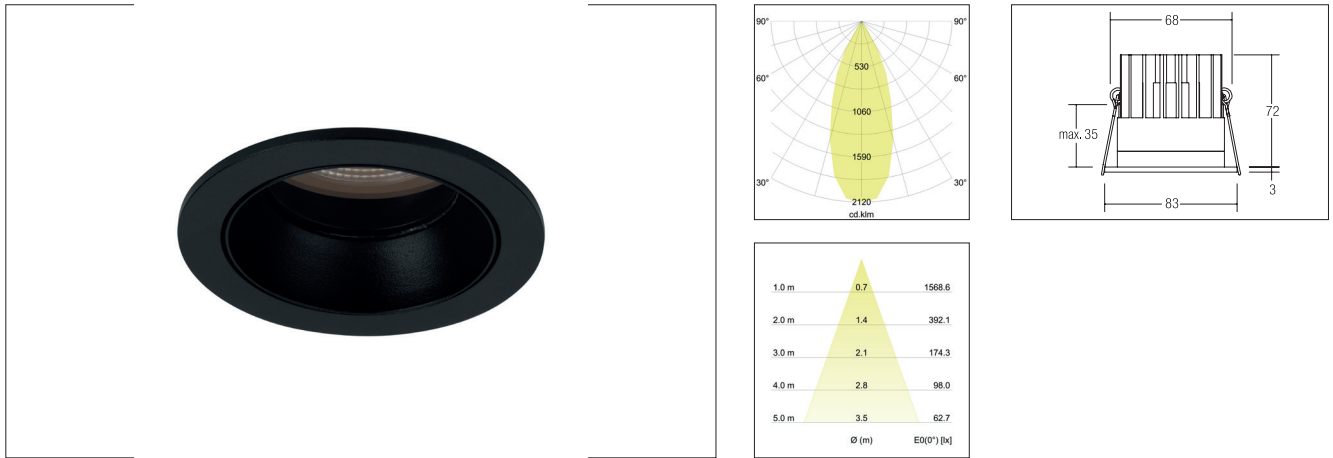 90° 90°
530
60° 60°
1060
1590
30° 30°
2120
cd.klm
68
72
max. 35
3
83
1.0 m 0.7 1568.6
2.0 m 1.4 392.1
3.0 m 2.1 174.3
4.0 m 2.8 98.0
5.0 m 3.5 62.7
Ø (m) E0(0°) [lx]